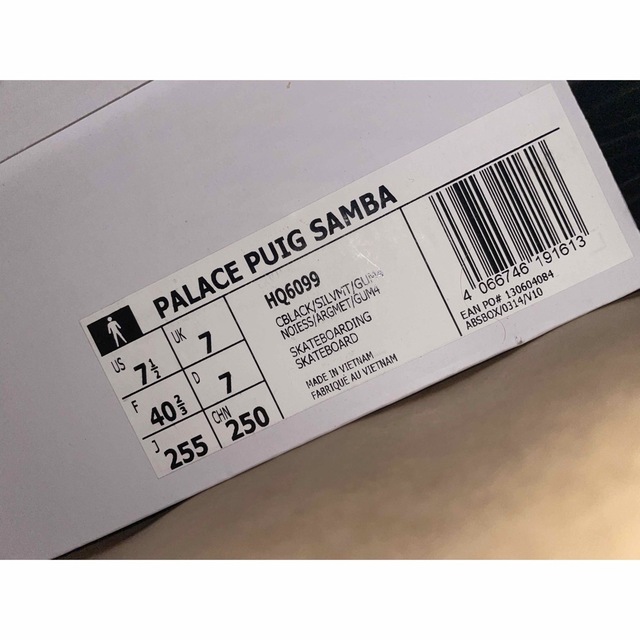 PALACE PUIG SAMBA
US 7½
UK 7
F 40⅔
D 7
J 255
CHN 250
HQ6099
CBLACK/SILVMT/GUM4
NOIESS/ARGMET/GUM4
SKATEBOARDING
SKATEBOARD
MADE IN VIETNAM
FABRIQUÉ AU VIETNAM
4 066746 191613
EAN PO# 130604084
ABSBOX/0314/V10